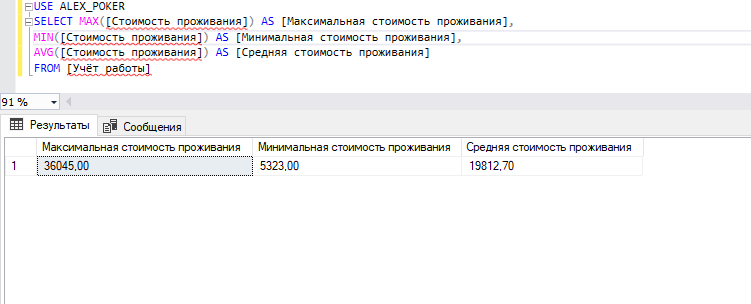 USE ALEX_POKER
SELECT MAX([Стоимость проживания]) AS [Максимальная стоимость проживания],
MIN([Стоимость проживания]) AS [Минимальная стоимость проживания],
AVG([Стоимость проживания]) AS [Средняя стоимость проживания]
FROM [Учёт работы]
91 %
Результаты Сообщения
Максимальная стоимость проживания Минимальная стоимость проживания Средняя стоимость проживания
1 36045,00 5323,00 19812,70